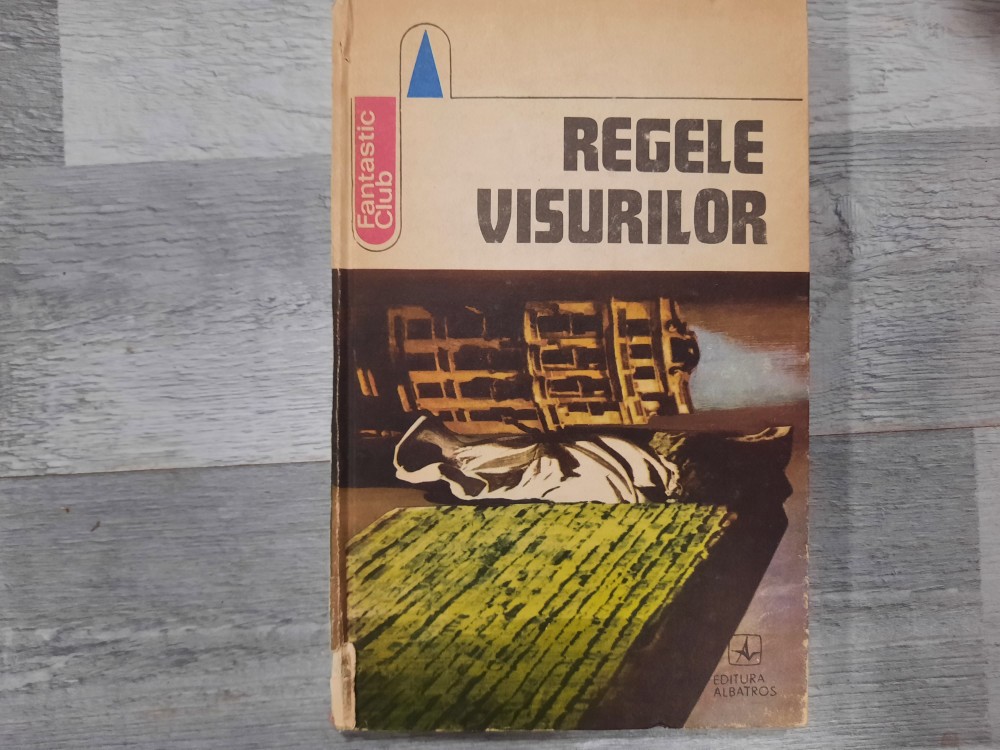 Fantastic
Club
REGELE
VISURILOR
EDITURA
ALBATROS